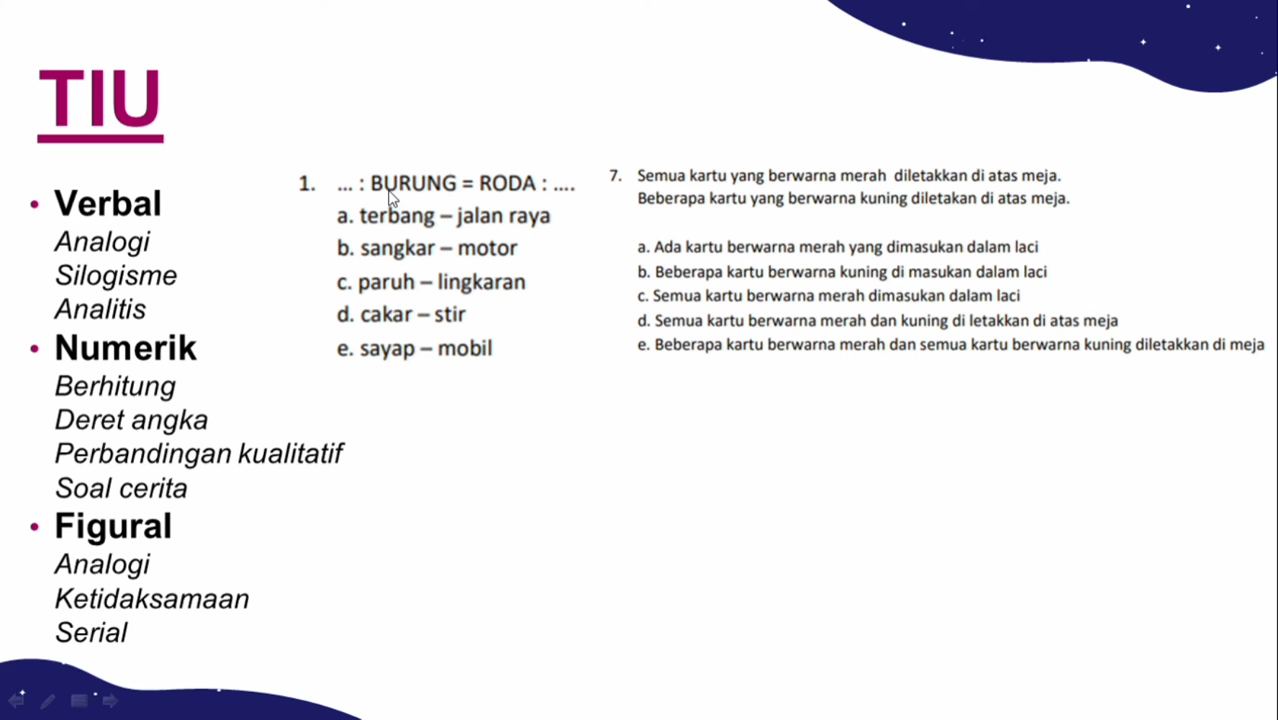 TIU
• Verbal
Analogi
Silogisme
Analitis
• Numerik
Berhitung
Deret angka
Perbandingan kualitatif
Soal cerita
• Figural
Analogi
Ketidaksamaan
Serial
1. ... : BURUNG = RODA : ....
a. terbang – jalan raya
b. sangkar – motor
c. paruh – lingkaran
d. cakar – stir
e. sayap – mobil
7. Semua kartu yang berwarna merah diletakkan di atas meja.
Beberapa kartu yang berwarna kuning diletakan di atas meja.
a. Ada kartu berwarna merah yang dimasukan dalam laci
b. Beberapa kartu berwarna kuning di masukan dalam laci
c. Semua kartu berwarna merah dimasukan dalam laci
d. Semua kartu berwarna merah dan kuning di letakkan di atas meja
e. Beberapa kartu berwarna merah dan semua kartu berwarna kuning diletakkan di meja